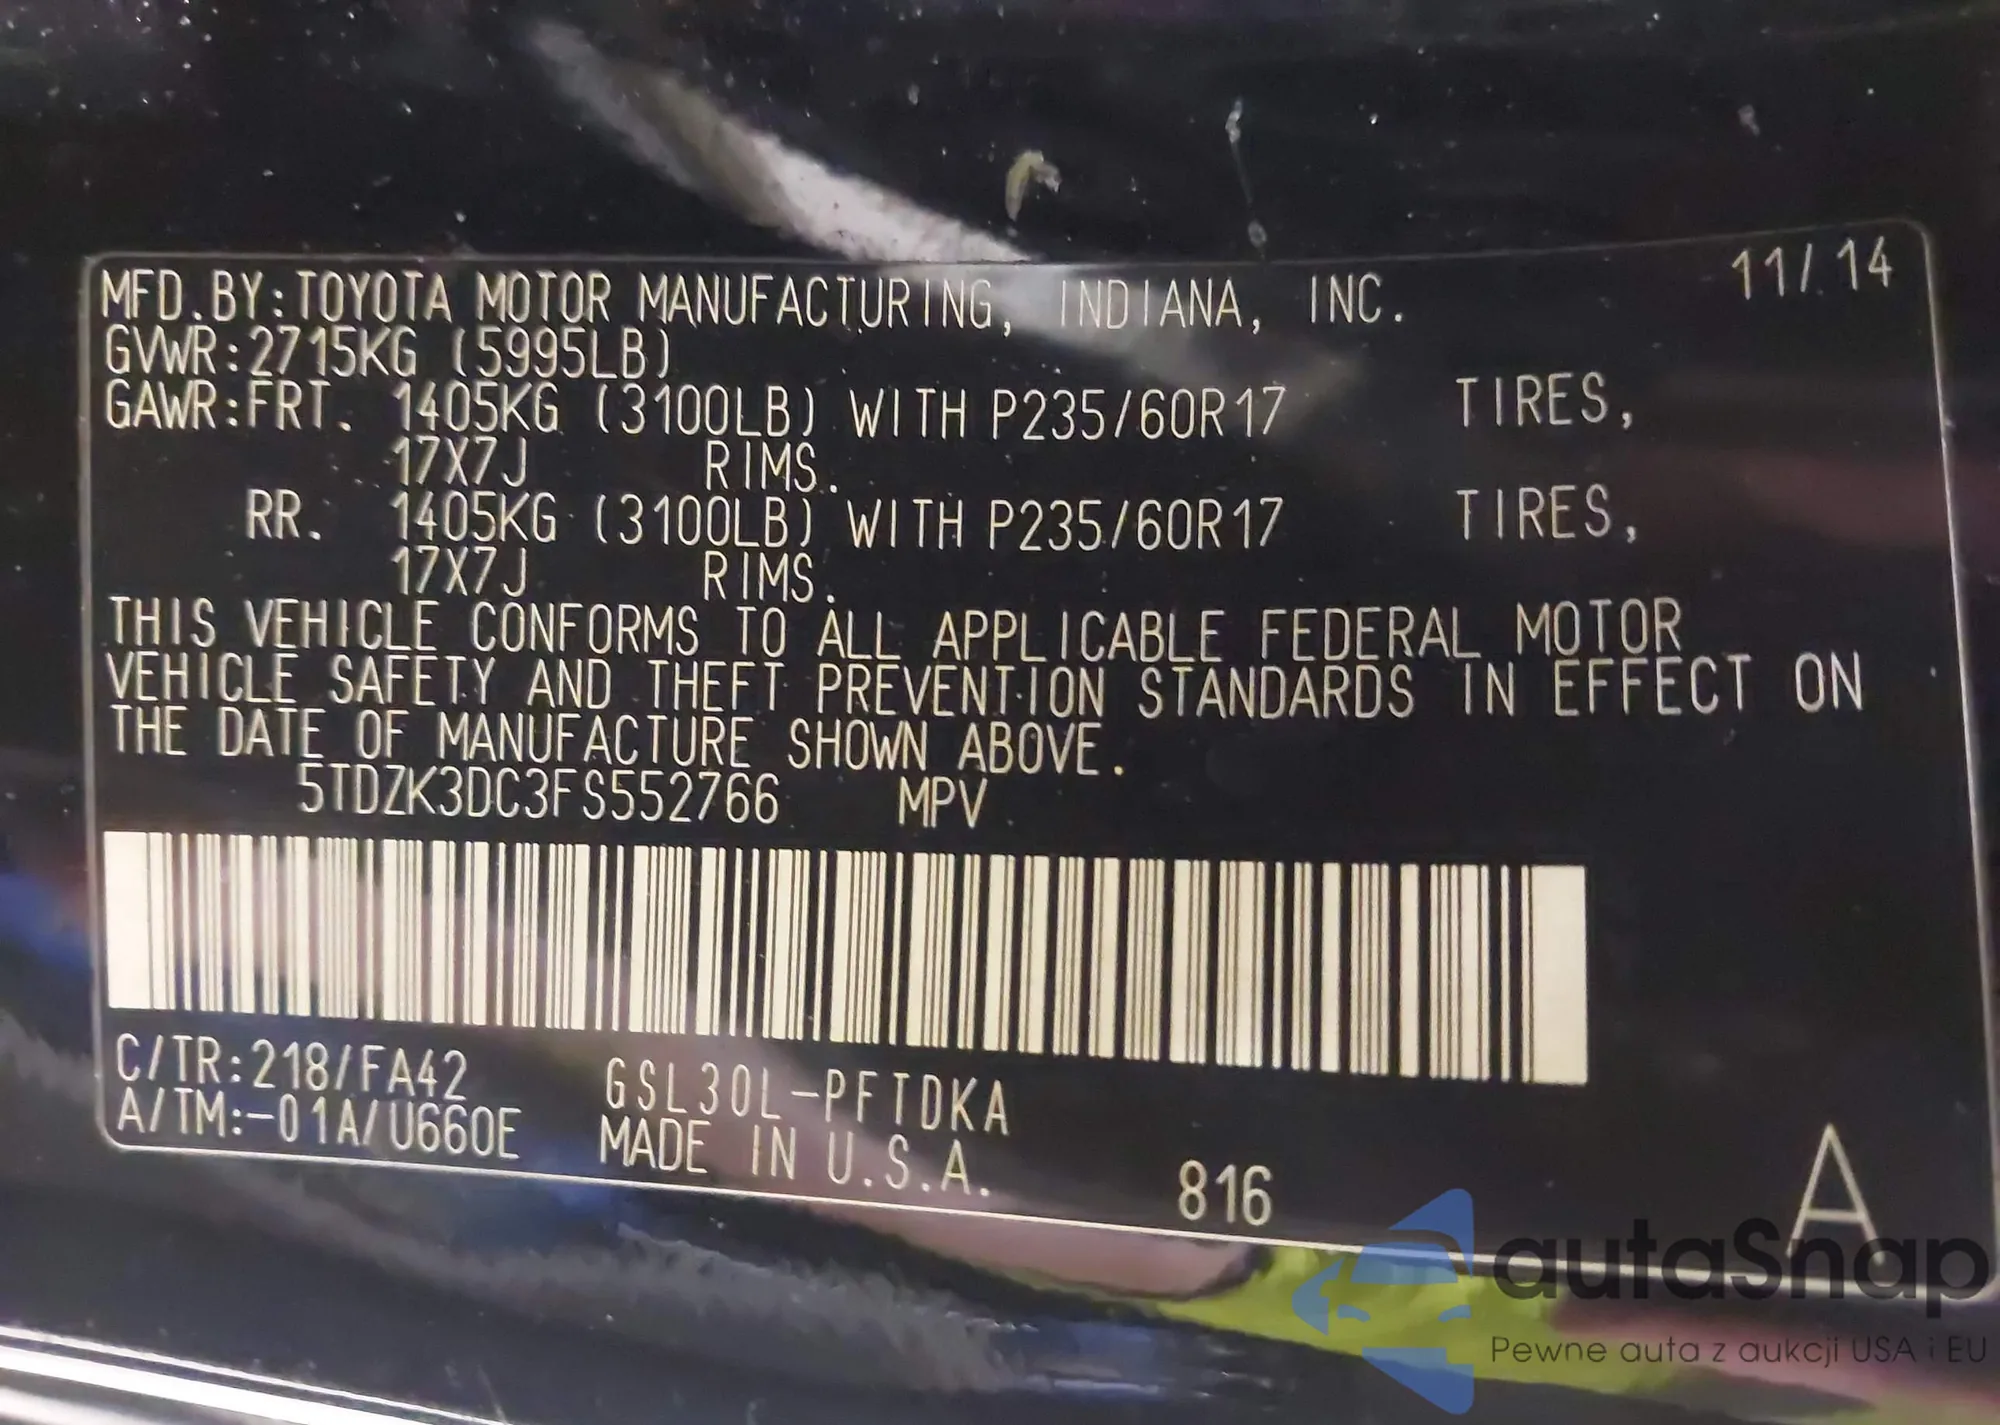 MFD.BY:TOYOTA MOTOR MANUFACTURING, INDIANA, INC. 11/14
GVWR:2715KG (5995LB)
GAWR:FRT. 1405KG (3100LB) WITH P235/60R17 TIRES,
17X7J RIMS.
RR. 1405KG (3100LB) WITH P235/60R17 TIRES,
17X7J RIMS.
THIS VEHICLE CONFORMS TO ALL APPLICABLE FEDERAL MOTOR
VEHICLE SAFETY AND THEFT PREVENTION STANDARDS IN EFFECT ON
THE DATE OF MANUFACTURE SHOWN ABOVE.
5TDZK3DC3FS552766 MPV
C/TR:218/FA42 GSL30L-PFTDKA
A/TM:-01A/U660E MADE IN U.S.A. 816 A
autaSnap
Pewne auta z aukcji USA i EU